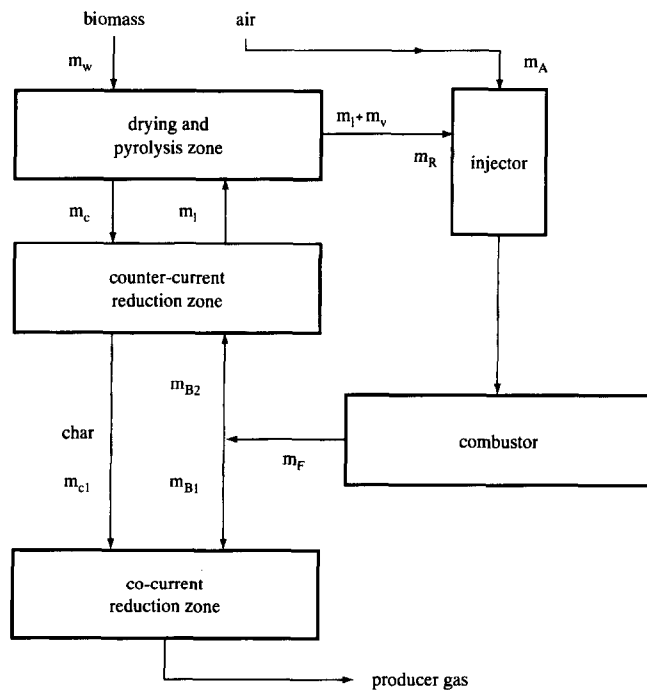 biomass
air
m_w
m_A
drying and
pyrolysis zone
m_l + m_v
m_R
injector
m_c
m_l
counter-current
reduction zone
m_B2
char
combustor
m_F
m_c1
m_B1
co-current
reduction zone
producer gas